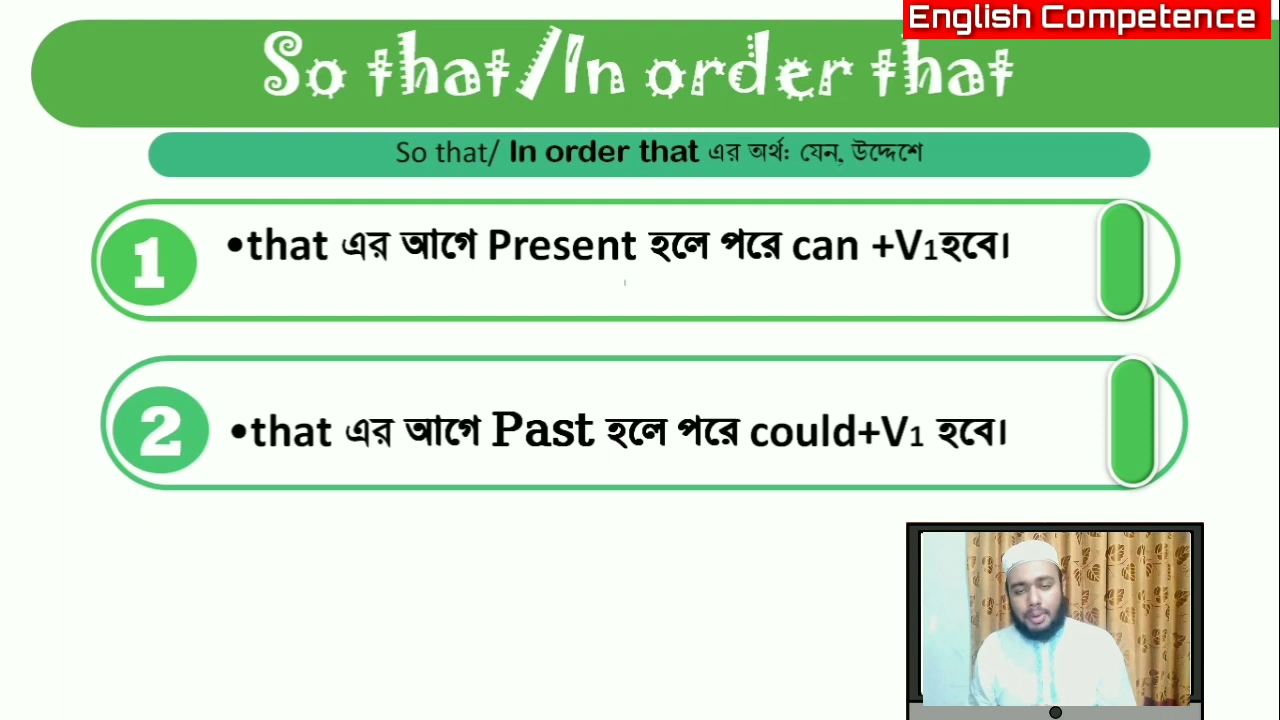 English Competence
So that/In order that
So that/ In order that এর অর্থঃ যেন, উদ্দেশে
1 •that এর আগে Present হলে পরে can +V1হবে।
2 •that এর আগে Past হলে পরে could+V1 হবে।